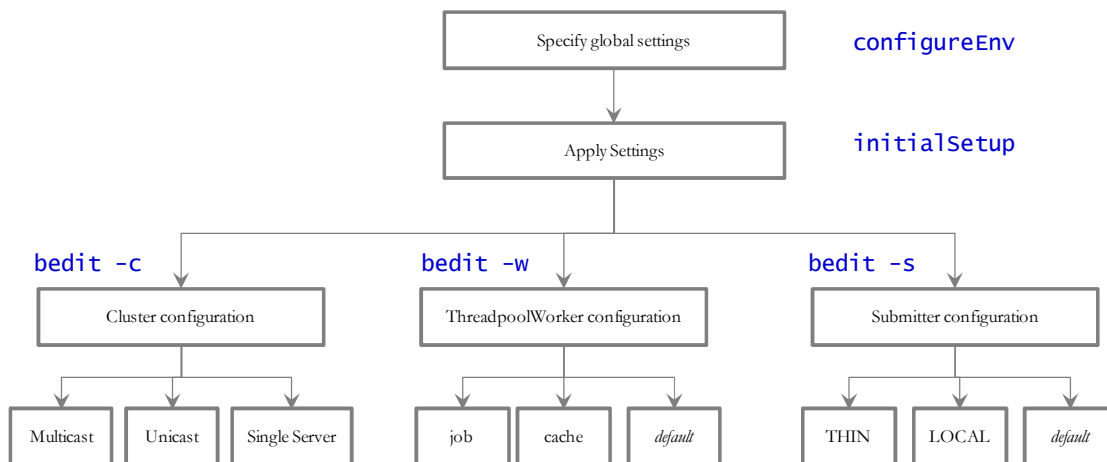 Specify global settings
configureEnv
Apply Settings
initialSetup
bedit -c
bedit -w
bedit -s
Cluster configuration
ThreadpoolWorker configuration
Submitter configuration
Multicast
Unicast
Single Server
job
cache
default
THIN
LOCAL
default